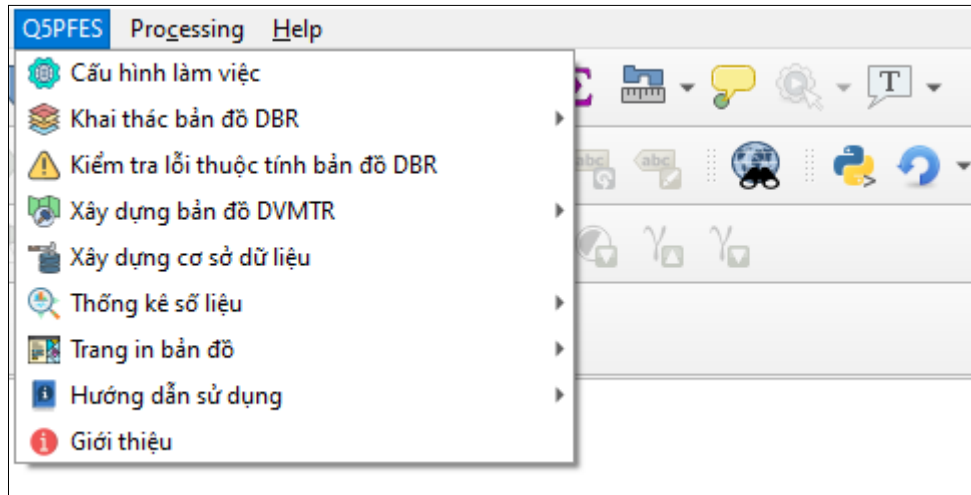 Q5PFES Processing Help
Cấu hình làm việc
Khai thác bản đồ DBR
Kiểm tra lỗi thuộc tính bản đồ DBR
Xây dựng bản đồ DVMTR
Xây dựng cơ sở dữ liệu
Thống kê số liệu
Trang in bản đồ
Hướng dẫn sử dụng
Giới thiệu
T
abc abc